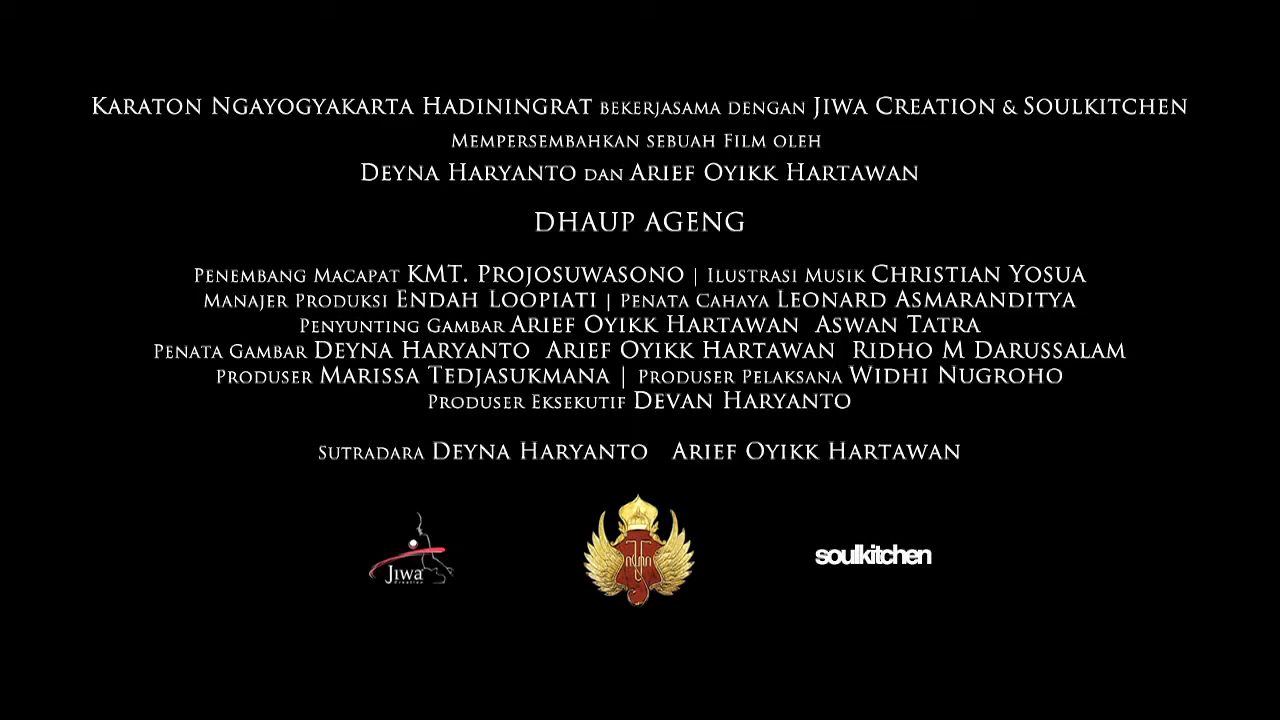 KARATON NGAYOGYAKARTA HADININGRAT BEKERJASAMA DENGAN JIWA CREATION & SOULKITCHEN
MEMPERSEMBAHKAN SEBUAH FILM OLEH
DEYNA HARYANTO DAN ARIEF OYIKK HARTAWAN
DHAUP AGENG
PENEMBANG MACAPAT KMT. PROJOSUWASONO | ILUSTRASI MUSIK CHRISTIAN YOSUA
MANAJER PRODUKSI ENDAH LOOPIATI | PENATA CAHAYA LEONARD ASMARANDITYA
PENYUNTING GAMBAR ARIEF OYIKK HARTAWAN ASWAN TATRA
PENATA GAMBAR DEYNA HARYANTO ARIEF OYIKK HARTAWAN RIDHO M DARUSSALAM
PRODUSER MARISSA TEDJASUKMANA | PRODUSER PELAKSANA WIDHI NUGROHO
PRODUSER EKSEKUTIF DEVAN HARYANTO
SUTRADARA DEYNA HARYANTO ARIEF OYIKK HARTAWAN
JIWA
Creation
soulkitchen